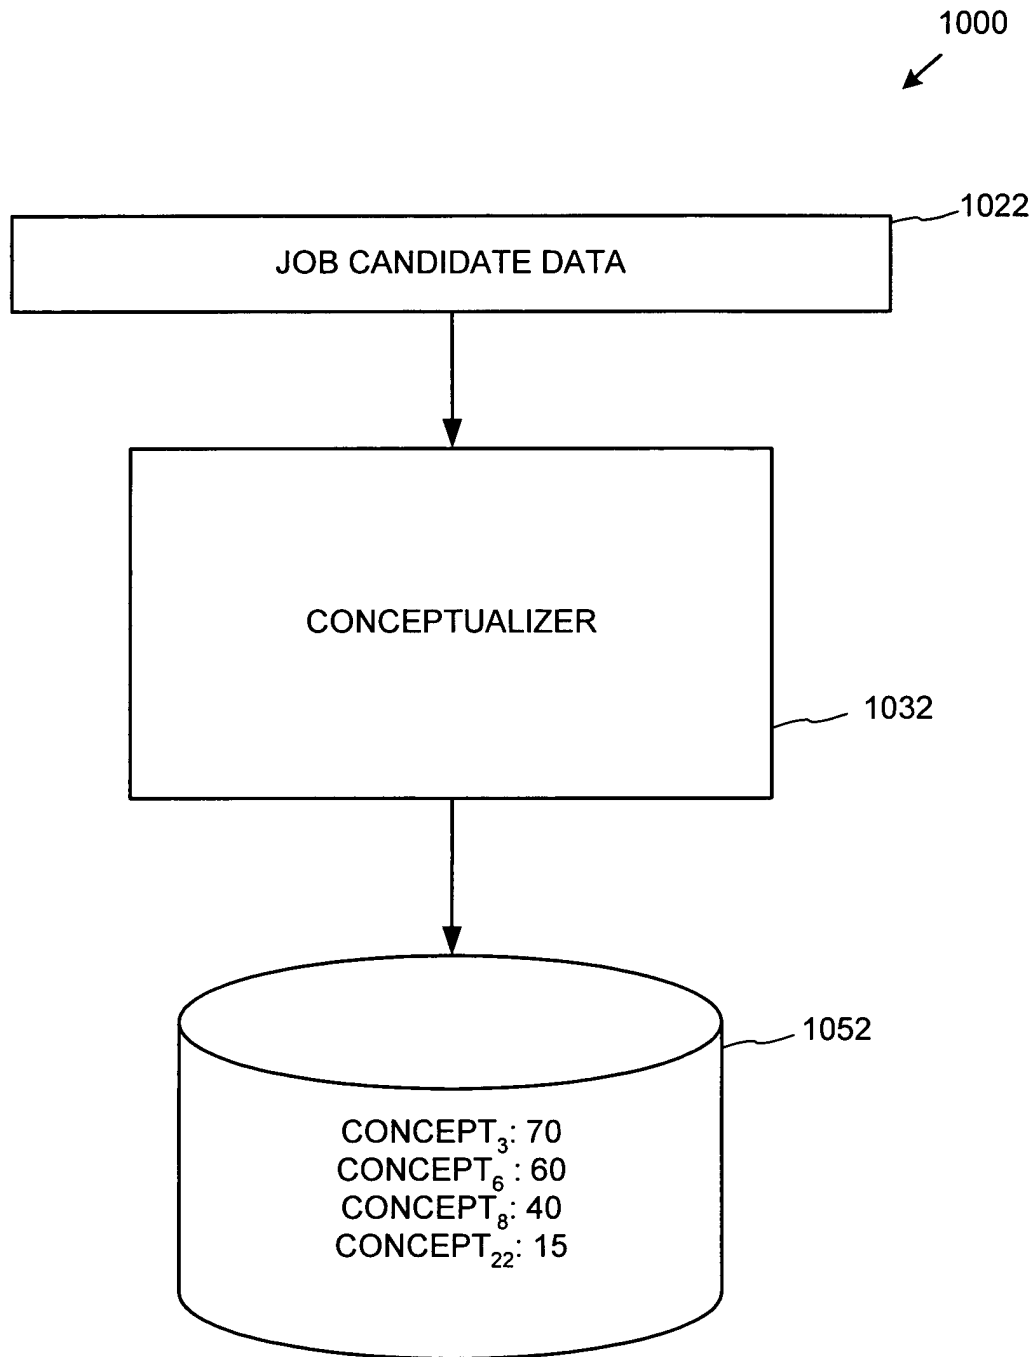 1000
1022
JOB CANDIDATE DATA
CONCEPTUALIZER
1032
1052
CONCEPT₃: 70
CONCEPT₆ : 60
CONCEPT₈: 40
CONCEPT₂₂: 15